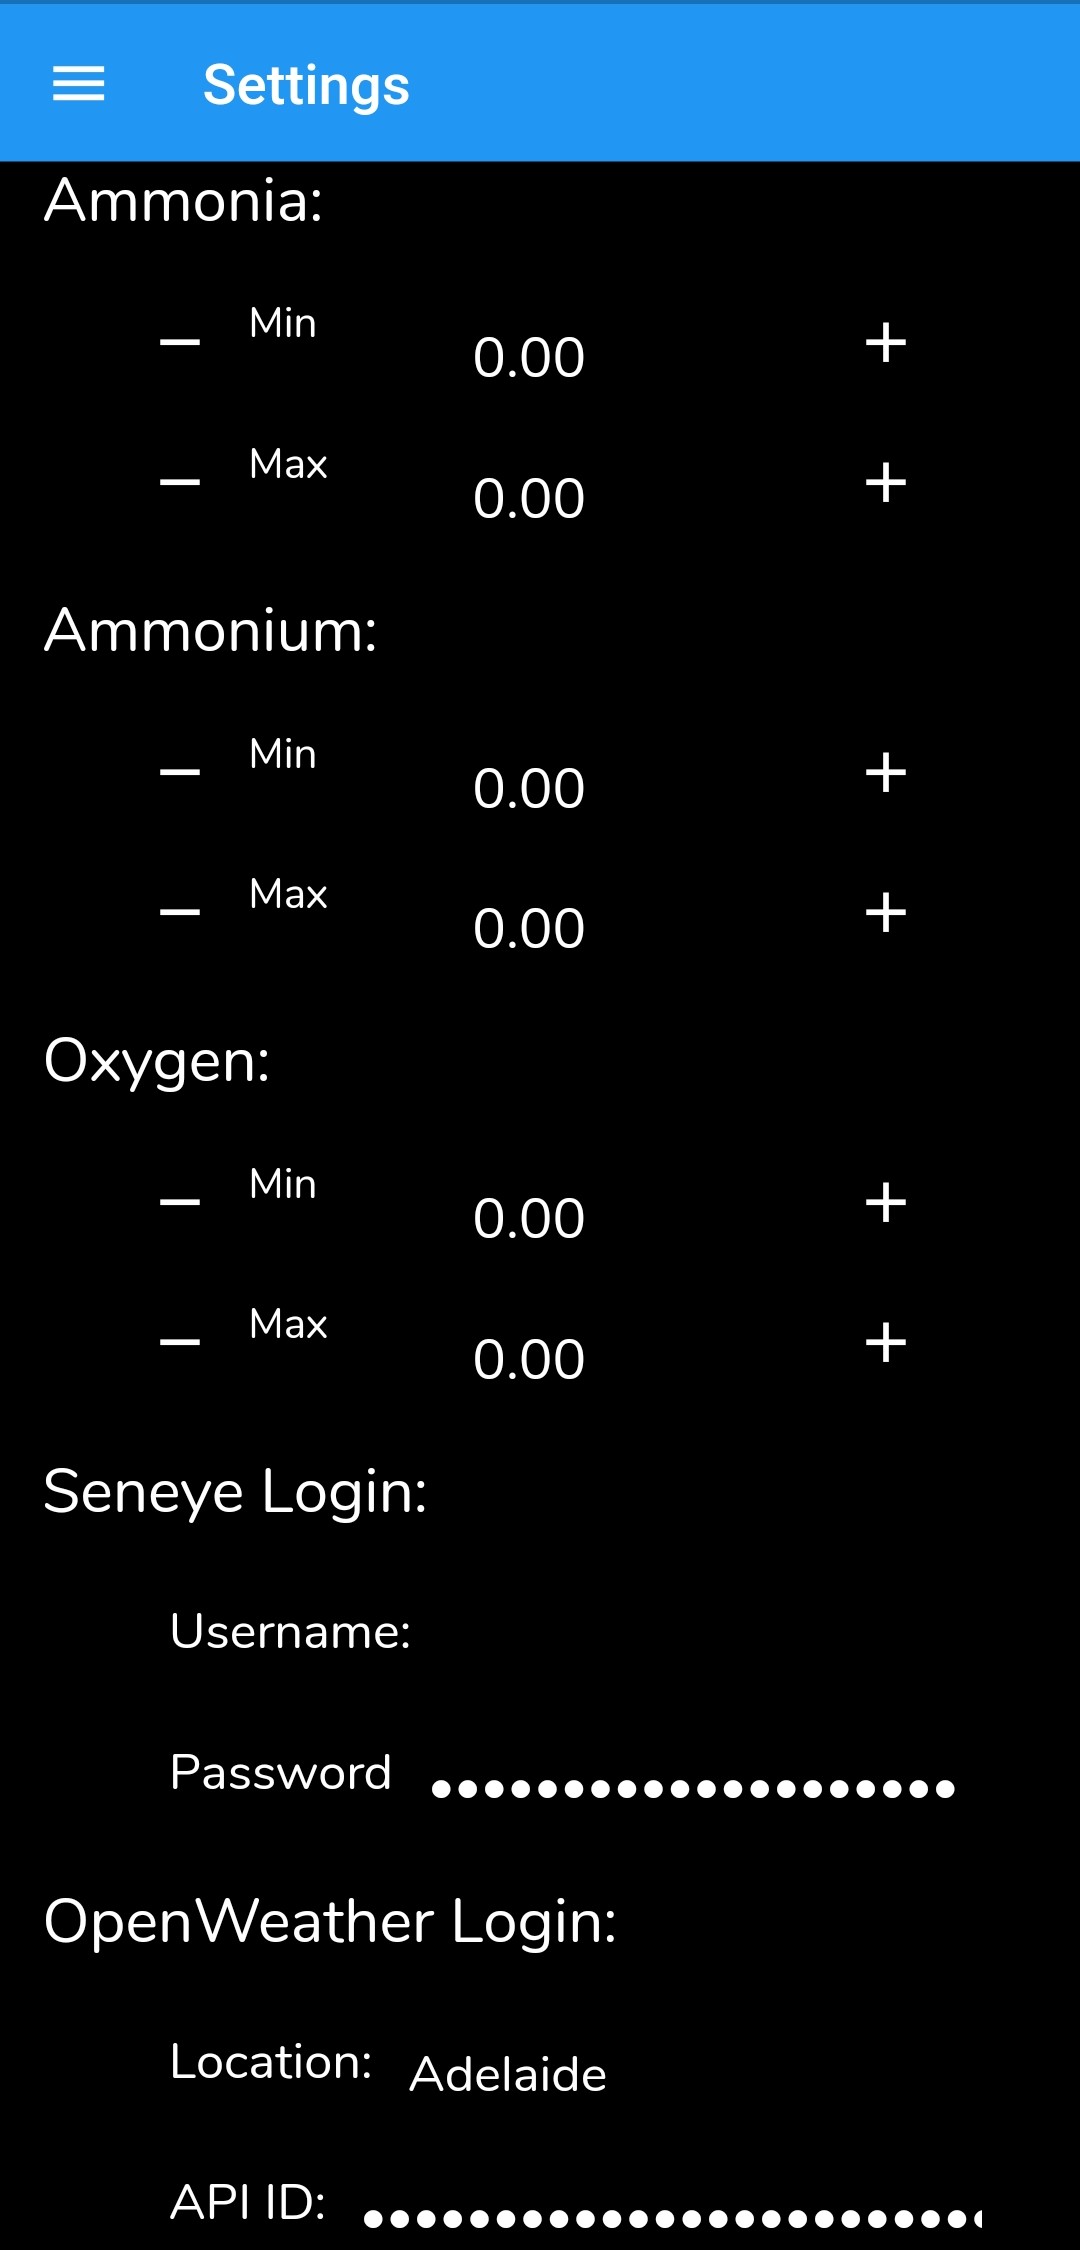 Settings
Ammonia:
− Min 0.00 +
− Max 0.00 +
Ammonium:
− Min 0.00 +
− Max 0.00 +
Oxygen:
− Min 0.00 +
− Max 0.00 +
Seneye Login:
Username:
Password ••••••••••••••••••••
OpenWeather Login:
Location: Adelaide
API ID: ••••••••••••••••••••••••